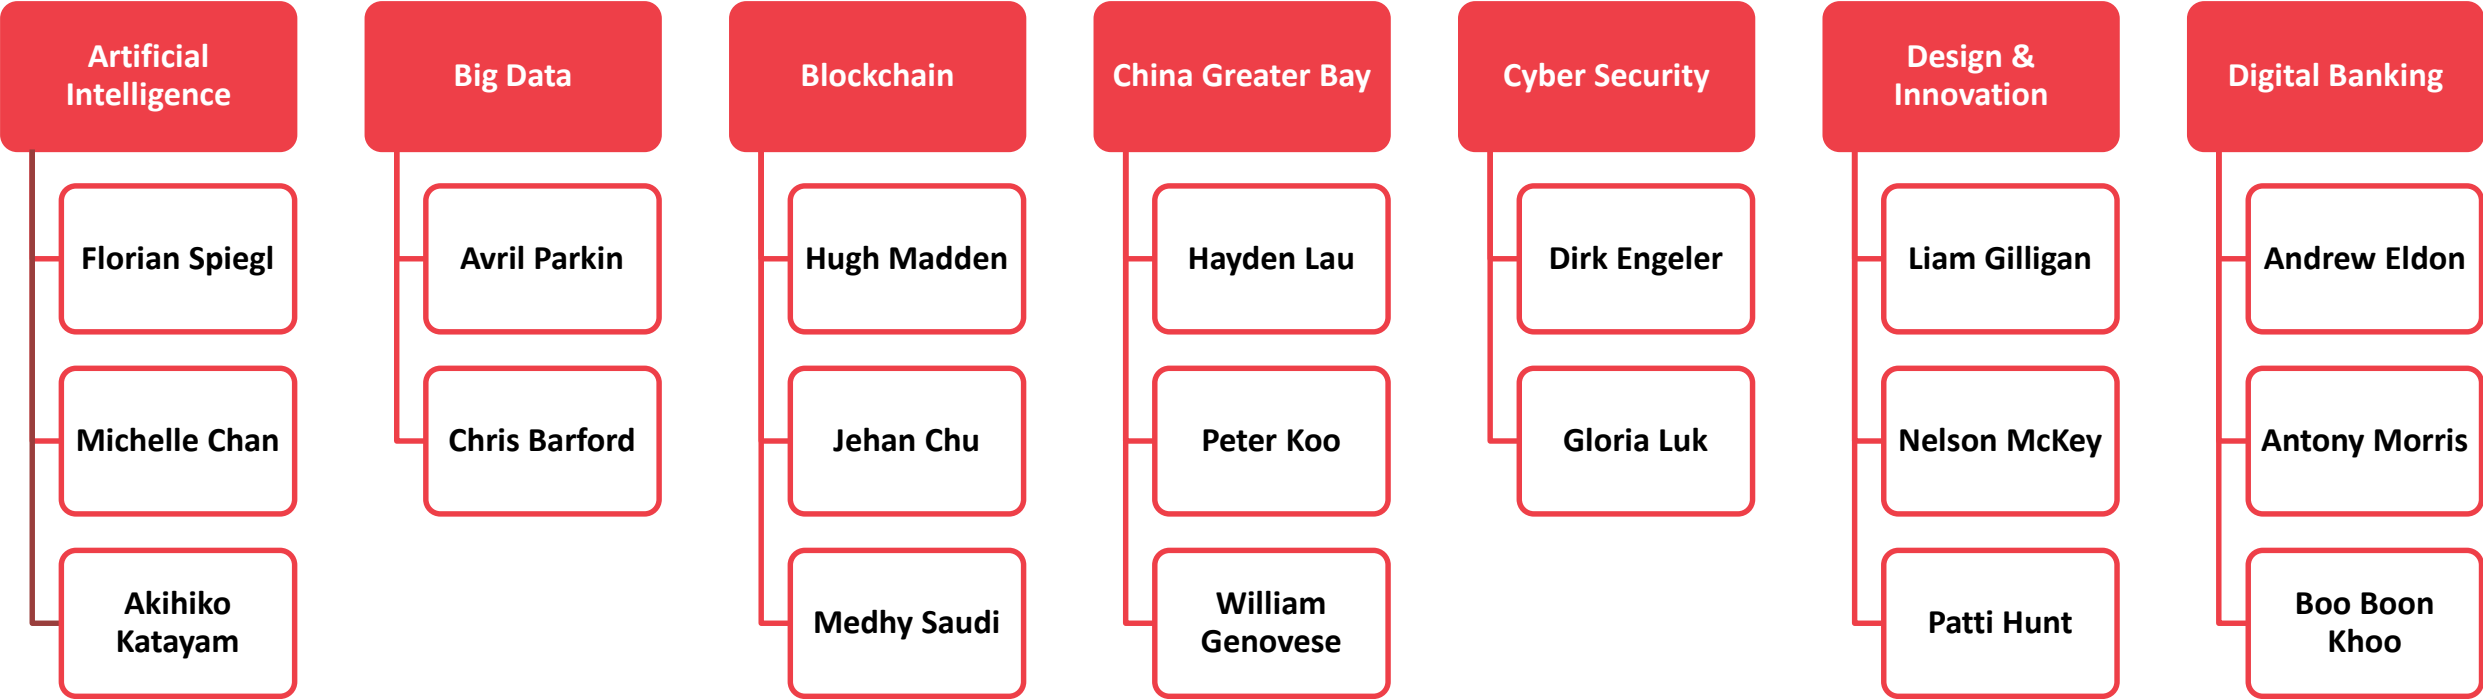 Artificial
Intelligence
Florian Spiegl
Michelle Chan
Akihiko
Katayam
Big Data
Avril Parkin
Chris Barford
Blockchain
Hugh Madden
Jehan Chu
Medhy Saudi
China Greater Bay
Hayden Lau
Peter Koo
William
Genovese
Cyber Security
Dirk Engeler
Gloria Luk
Design &
Innovation
Liam Gilligan
Nelson McKey
Patti Hunt
Digital Banking
Andrew Eldon
Antony Morris
Boo Boon
Khoo